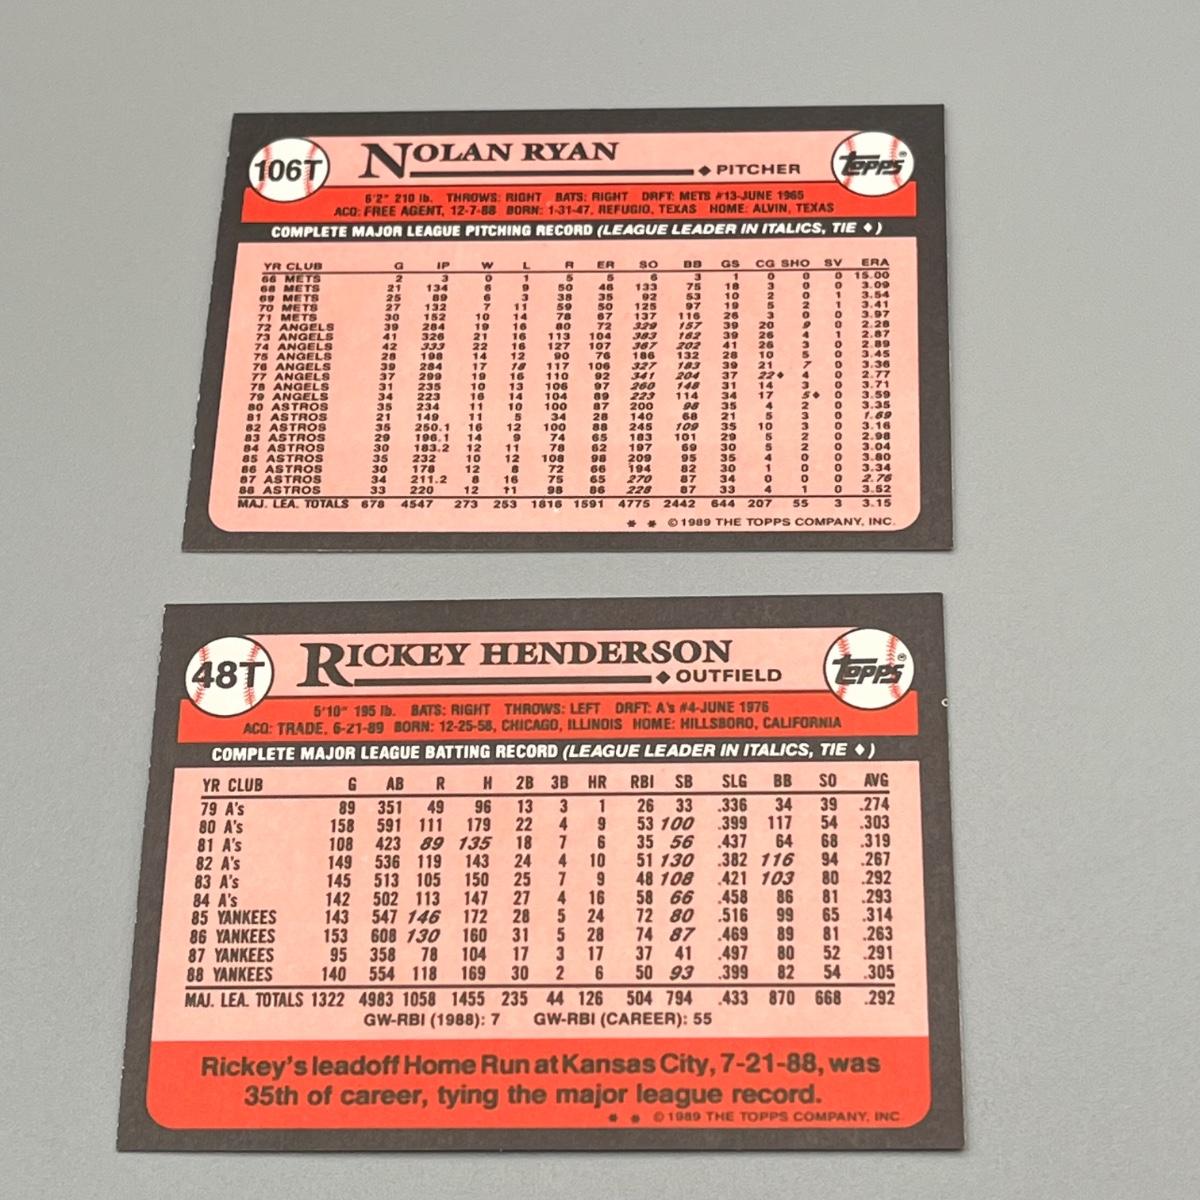 106T
NOLAN RYAN
◆ PITCHER
TOPPS®
6'2" 210 lb. THROWS: RIGHT BATS: RIGHT DRFT: METS #13-JUNE 1965
ACQ: FREE AGENT, 12-7-88 BORN: 1-31-47, REFUGIO, TEXAS HOME: ALVIN, TEXAS
COMPLETE MAJOR LEAGUE PITCHING RECORD (LEAGUE LEADER IN ITALICS, TIE ◆)
YR CLUB G IP W L R ER SO BB GS CG SHO SV ERA
66 METS 2 3 0 1 5 5 6 3 1 0 0 0 15.00
68 METS 21 134 6 9 50 46 133 75 18 3 0 0 3.09
69 METS 25 89 6 3 38 35 92 53 10 2 0 1 3.54
70 METS 27 132 7 11 59 50 125 97 19 5 2 1 3.41
71 METS 30 152 10 14 78 67 137 116 26 3 0 0 3.97
72 ANGELS 39 284 19 16 80 72 329 157 39 20 9 0 2.28
73 ANGELS 41 326 21 16 113 104 383 162 39 26 4 1 2.87
74 ANGELS 42 333 22 16 127 107 367 202 41 26 3 0 2.89
75 ANGELS 28 198 14 12 90 76 186 132 28 10 5 0 3.45
76 ANGELS 39 284 17 18 117 106 327 183 39 21 7 0 3.36
77 ANGELS 37 299 19 16 110 92 341 204 37 22◆ 4 0 2.77
78 ANGELS 31 235 10 13 106 97 260 148 31 14 3 0 3.71
79 ANGELS 34 223 16 14 104 89 223 114 34 17 5◆ 0 3.59
80 ASTROS 35 234 11 10 100 87 200 98 35 4 2 0 3.35
81 ASTROS 21 149 11 5 34 28 140 68 21 5 3 0 1.69
82 ASTROS 35 250.1 16 12 100 88 245 109 35 10 3 0 3.16
83 ASTROS 29 196.1 14 9 74 65 183 101 29 5 2 0 2.98
84 ASTROS 30 183.2 12 11 78 62 197 69 30 5 2 0 3.04
85 ASTROS 35 232 10 12 108 98 209 95 35 4 0 0 3.80
86 ASTROS 30 178 12 8 72 66 194 82 30 1 0 0 3.34
87 ASTROS 34 211.2 8 16 75 65 270 87 34 0 0 0 2.76
88 ASTROS 33 220 12 11 98 86 228 87 33 4 1 0 3.52
MAJ. LEA. TOTALS 678 4547 273 253 1816 1591 4775 2442 644 207 55 3 3.15
* * © 1989 THE TOPPS COMPANY, INC.
48T
RICKEY HENDERSON
◆ OUTFIELD
TOPPS®
5'10" 195 lb. BATS: RIGHT THROWS: LEFT DRFT: A's #4-JUNE 1976
ACQ: TRADE, 6-21-89 BORN: 12-25-58, CHICAGO, ILLINOIS HOME: HILLSBORO, CALIFORNIA
COMPLETE MAJOR LEAGUE BATTING RECORD (LEAGUE LEADER IN ITALICS, TIE ◆)
YR CLUB G AB R H 2B 3B HR RBI SB SLG BB SO AVG
79 A's 89 351 49 96 13 3 1 26 33 .336 34 39 .274
80 A's 158 591 111 179 22 4 9 53 100 .399 117 54 .303
81 A's 108 423 89 135 18 7 6 35 56 .437 64 68 .319
82 A's 149 536 119 143 24 4 10 51 130 .382 116 94 .267
83 A's 145 513 105 150 25 7 9 48 108 .421 103 80 .292
84 A's 142 502 113 147 27 4 16 58 66 .458 86 81 .293
85 YANKEES 143 547 146 172 28 5 24 72 80 .516 99 65 .314
86 YANKEES 153 608 130 160 31 5 28 74 87 .469 89 81 .263
87 YANKEES 95 358 78 104 17 3 17 37 41 .497 80 52 .291
88 YANKEES 140 554 118 169 30 2 6 50 93 .399 82 54 .305
MAJ. LEA. TOTALS 1322 4983 1058 1455 235 44 126 504 794 .433 870 668 .292
GW-RBI (1988): 7 GW-RBI (CAREER): 55
Rickey's leadoff Home Run at Kansas City, 7-21-88, was
35th of career, tying the major league record.
* * © 1989 THE TOPPS COMPANY, INC.